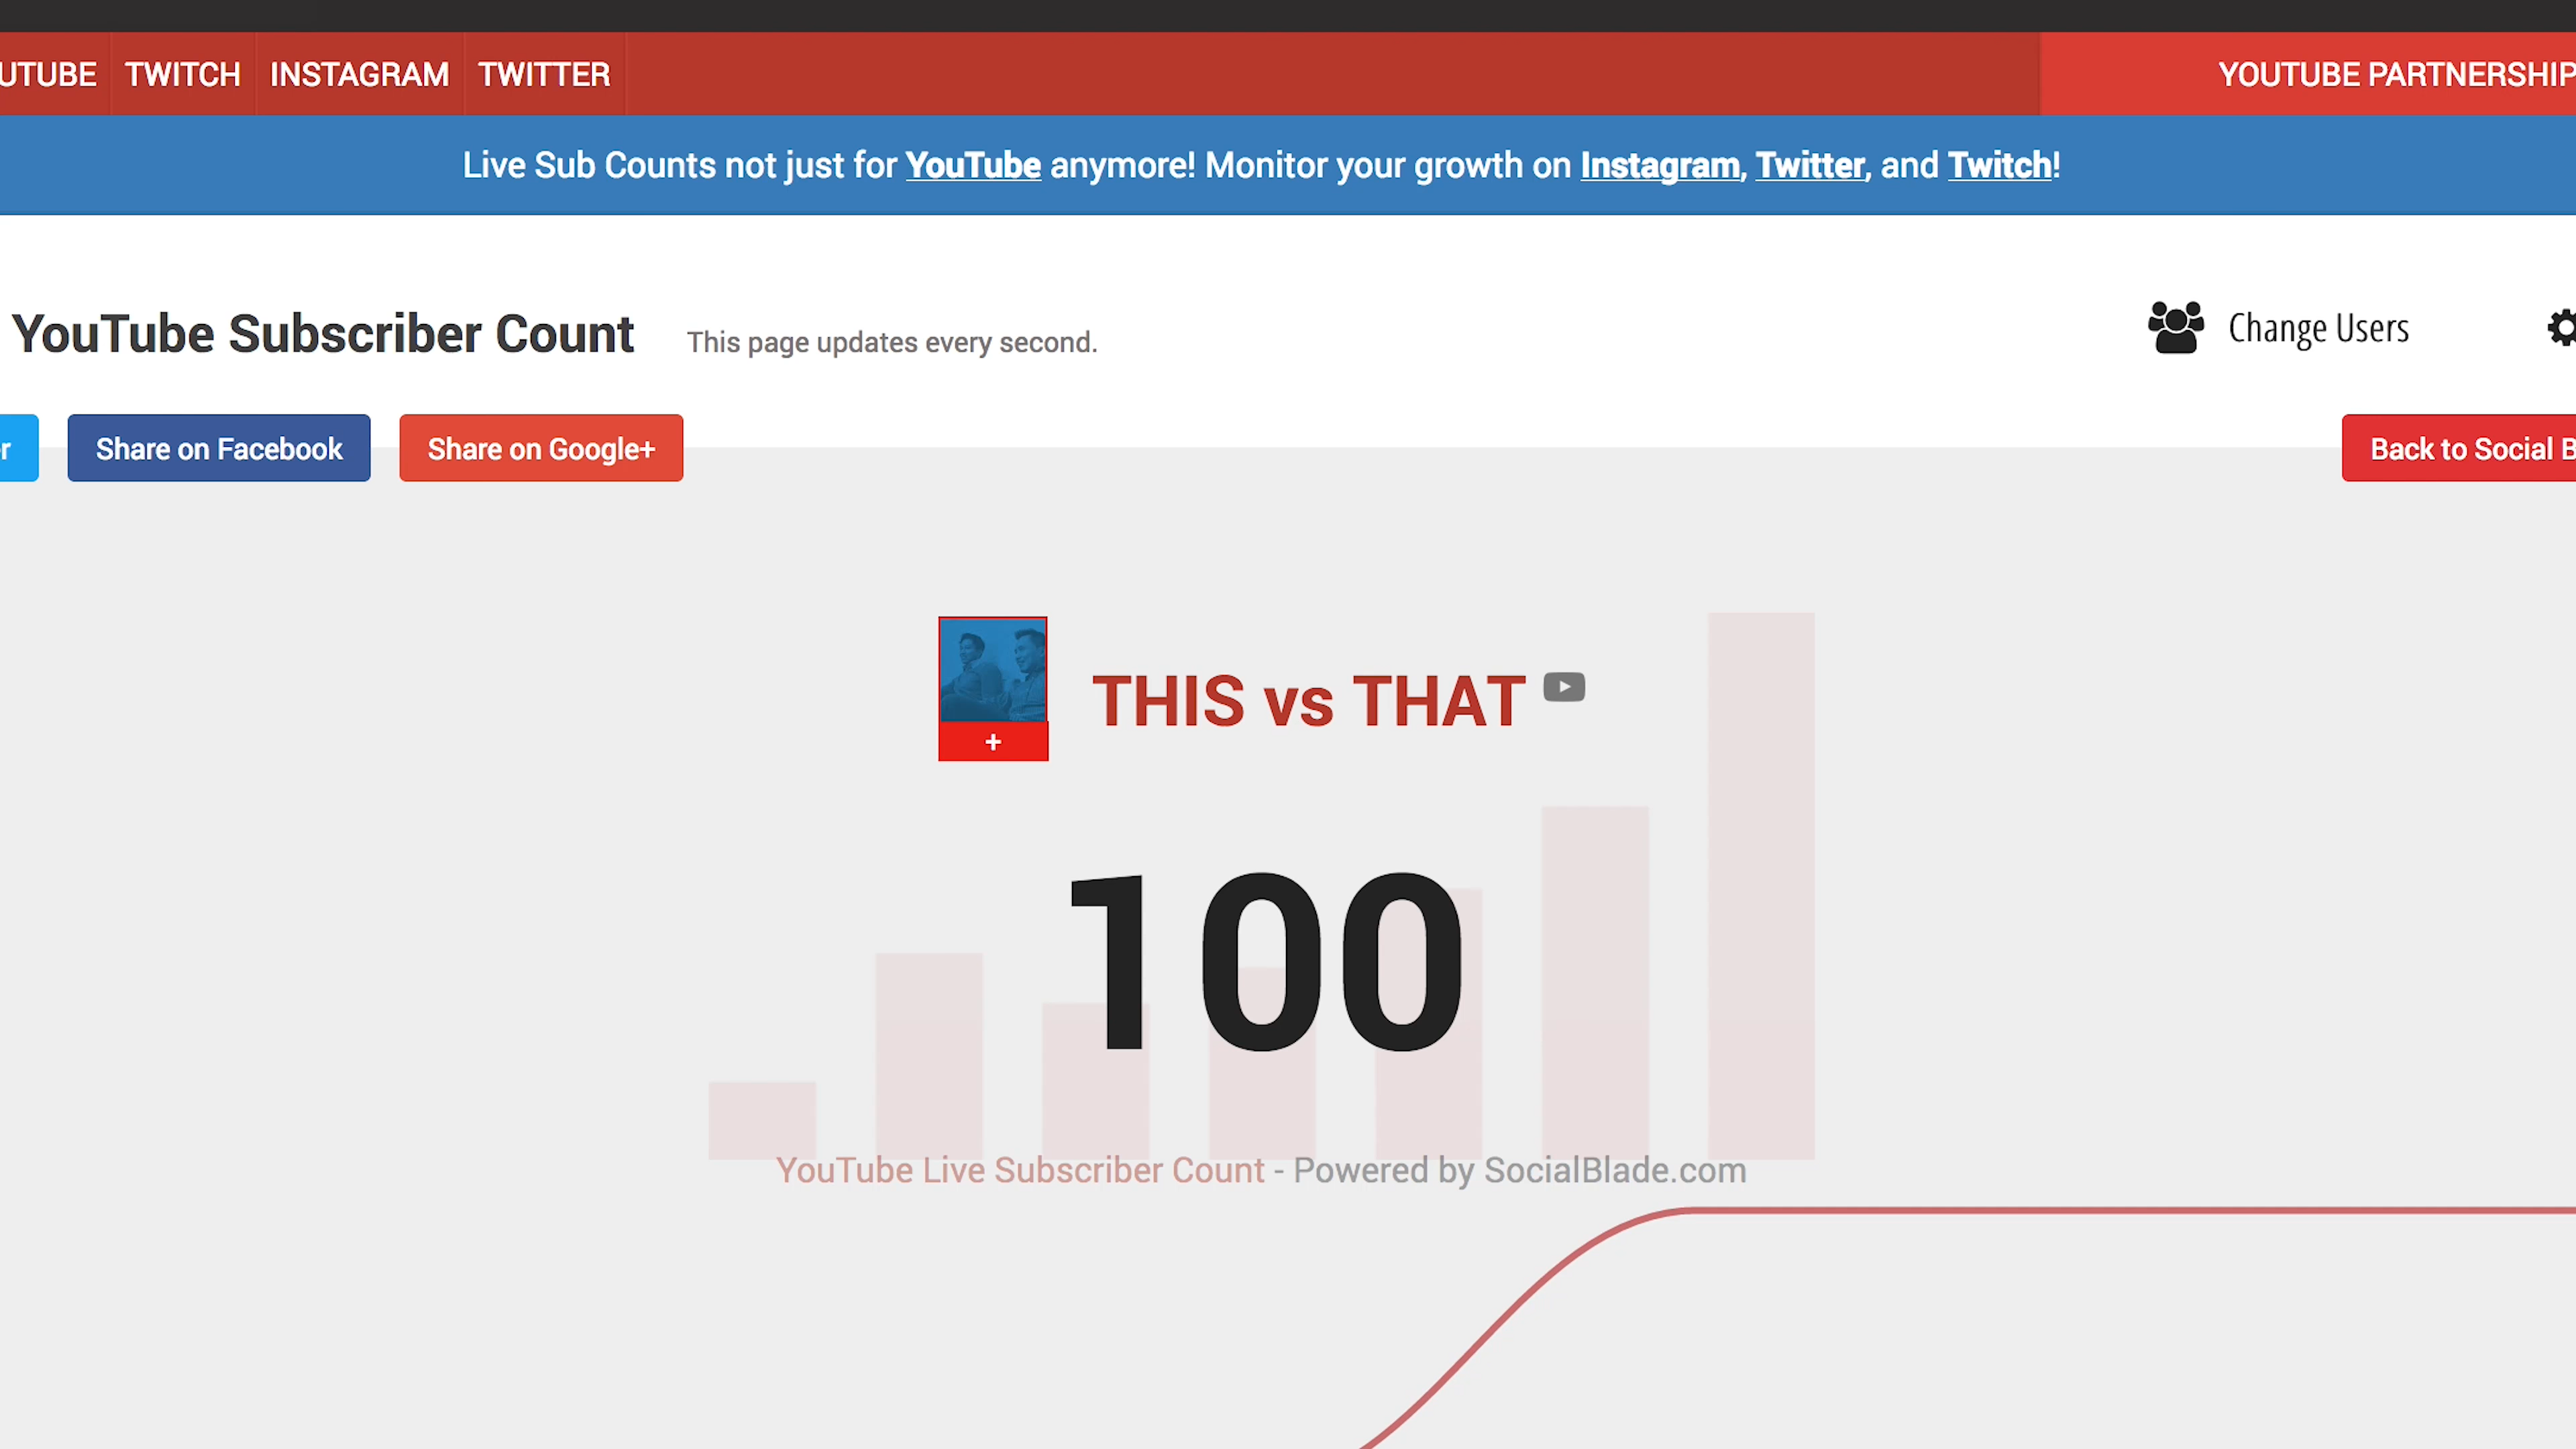 UTUBE TWITCH INSTAGRAM TWITTER YOUTUBE PARTNERSHIP
Live Sub Counts not just for YouTube anymore! Monitor your growth on Instagram, Twitter, and Twitch!
YouTube Subscriber Count This page updates every second. Change Users
r Share on Facebook Share on Google+ Back to Social B
+
THIS vs THAT
100
YouTube Live Subscriber Count - Powered by SocialBlade.com